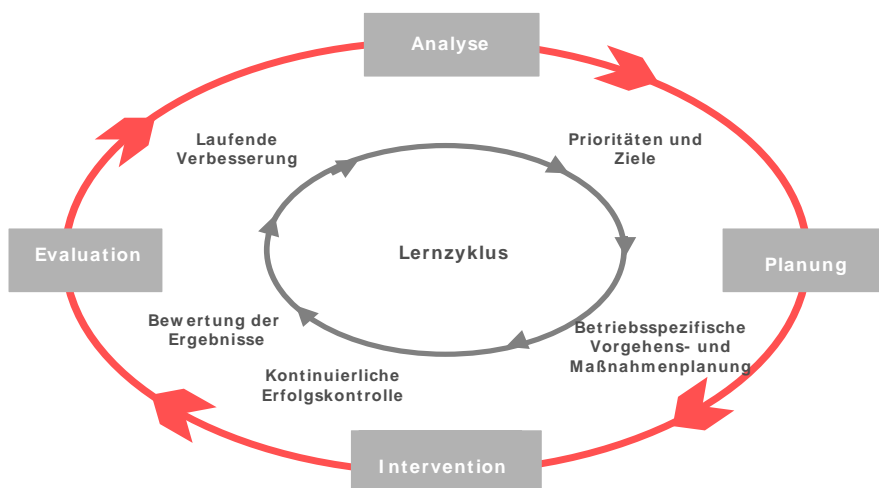 Analyse
Laufende
Verbesserung
Prioritäten und
Ziele
Evaluation
Lernzyklus
Planung
Bewertung der
Ergebnisse
Betriebsspezifische
Vorgehens- und
Maßnahmenplanung
Kontinuierliche
Erfolgskontrolle
Intervention